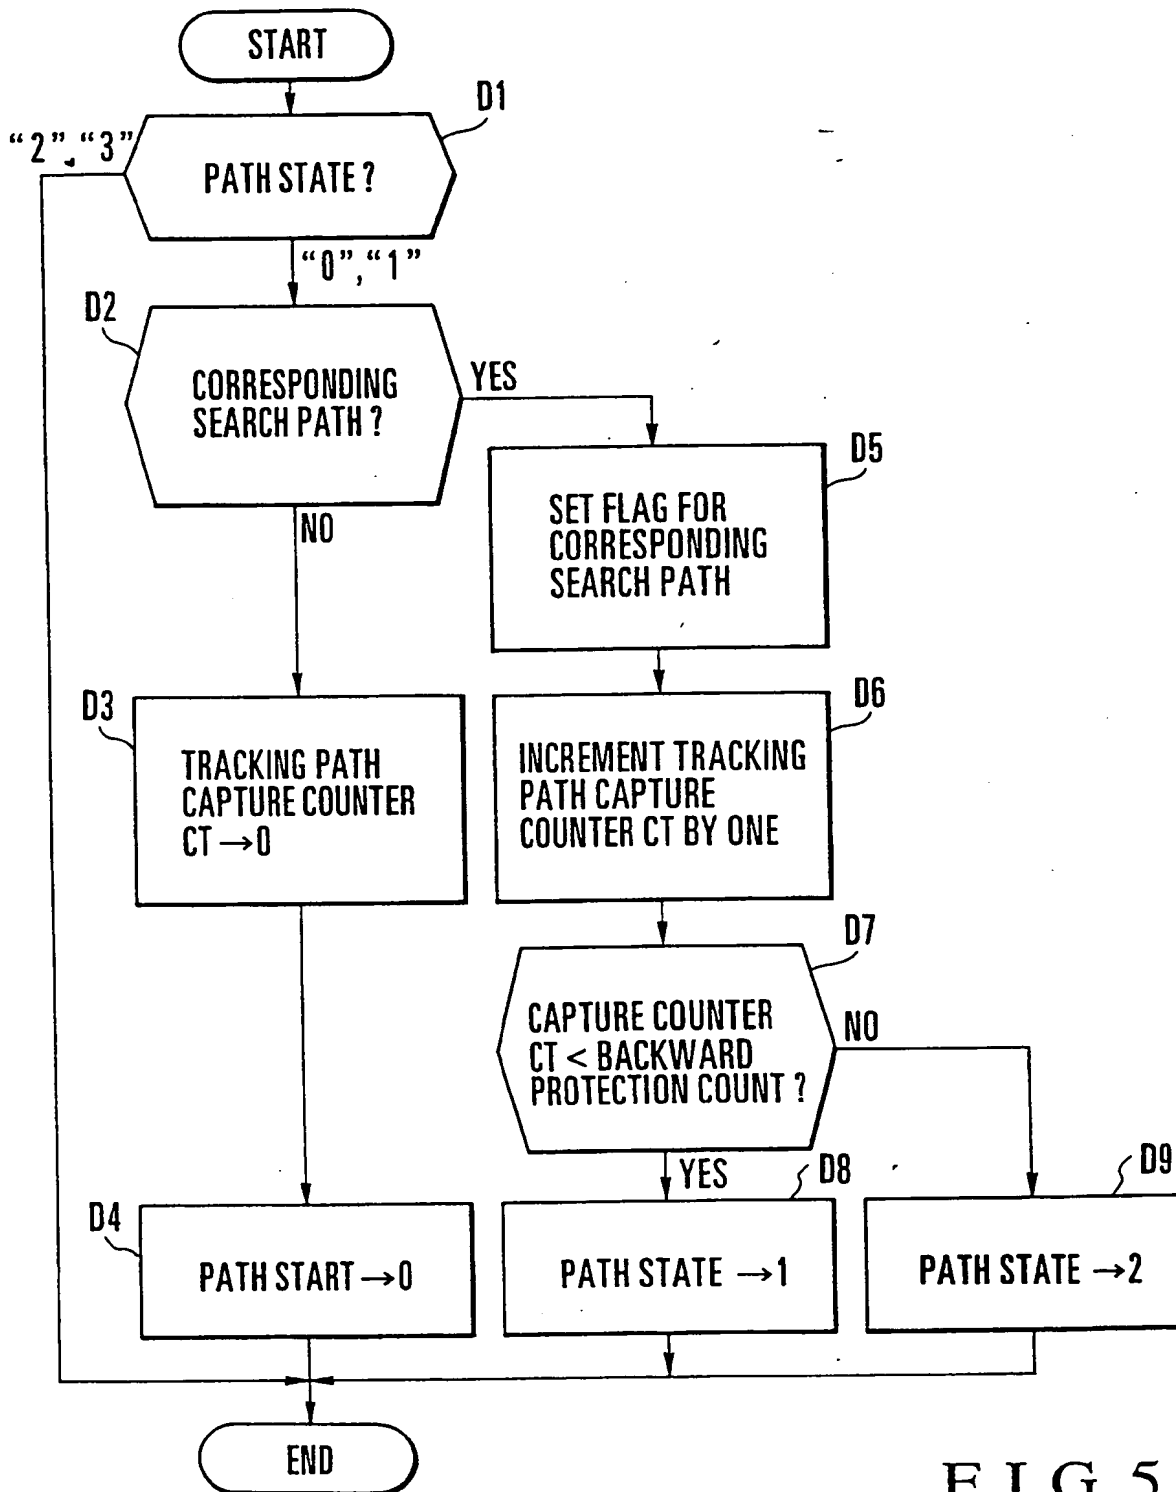 START
D1
"2", "3"
PATH STATE ?
"0", "1"
D2
CORRESPONDING
SEARCH PATH ?
YES
NO
D5
SET FLAG FOR
CORRESPONDING
SEARCH PATH
D3
TRACKING PATH
CAPTURE COUNTER
CT →0
D6
INCREMENT TRACKING
PATH CAPTURE
COUNTER CT BY ONE
D7
CAPTURE COUNTER
CT < BACKWARD
PROTECTION COUNT ?
NO
YES
D4
PATH START →0
D8
PATH STATE →1
D9
PATH STATE →2
END
FIG. 5